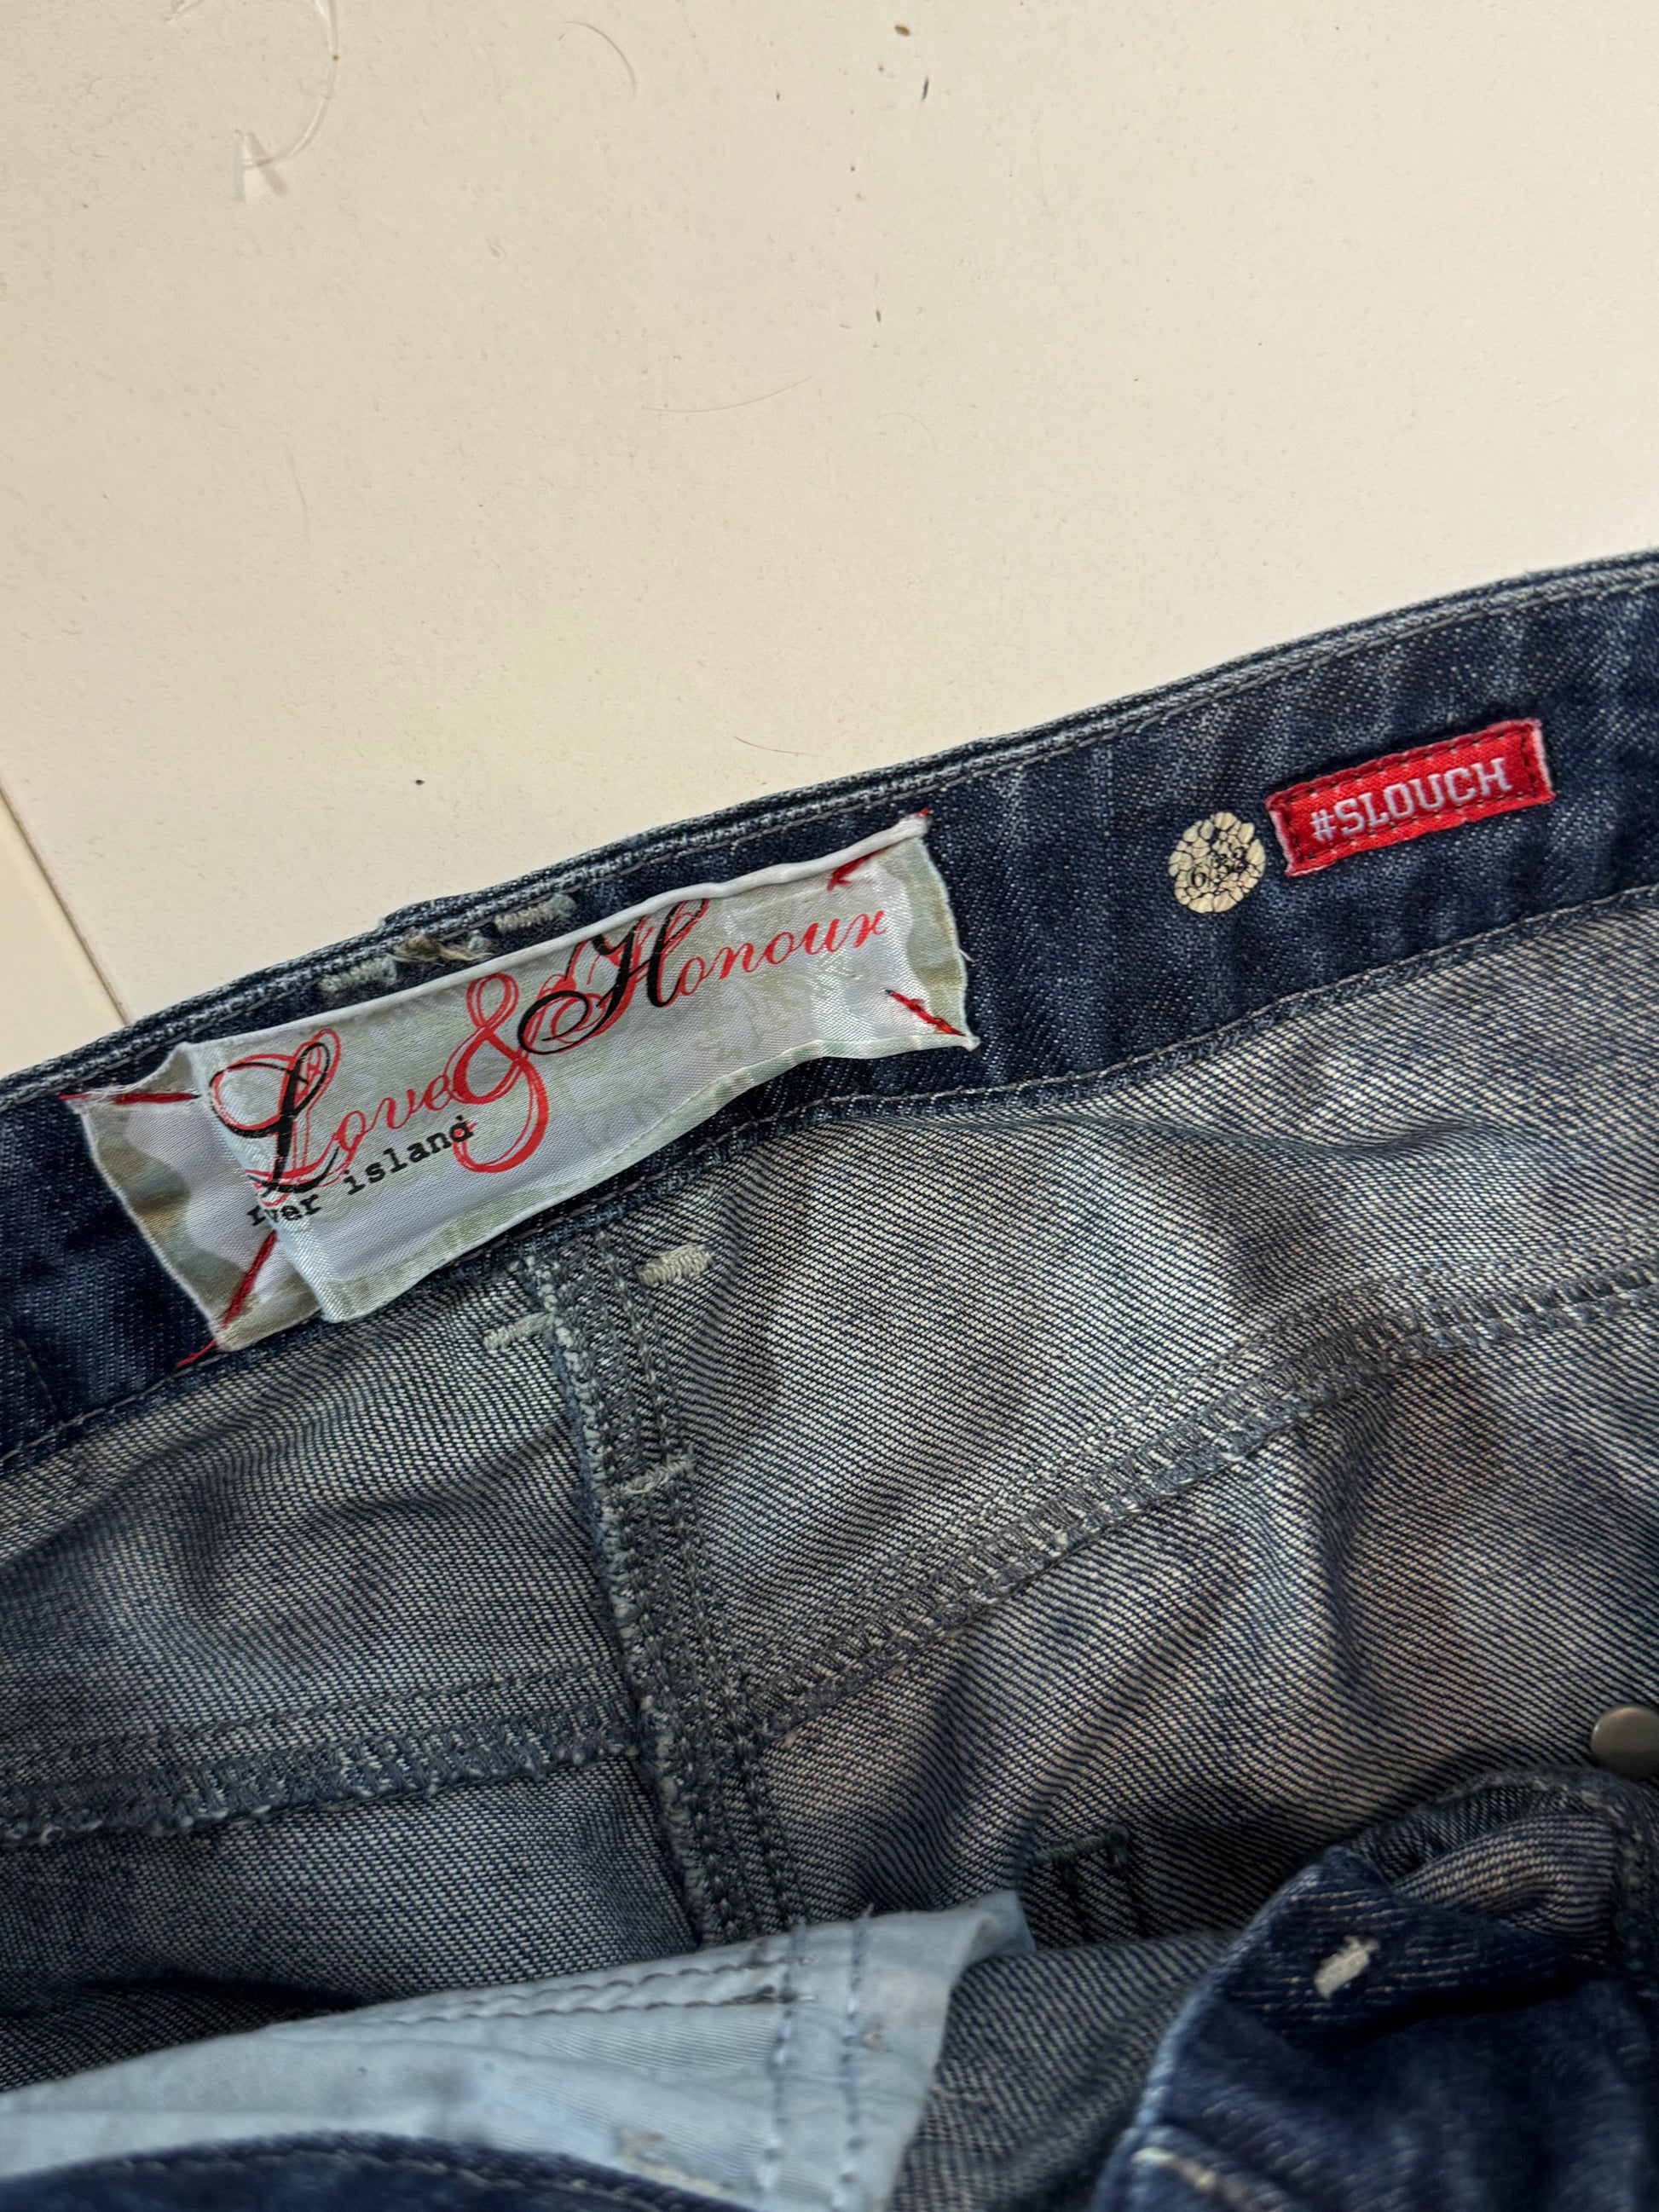 Love & Honour
river island
#SLOUCH